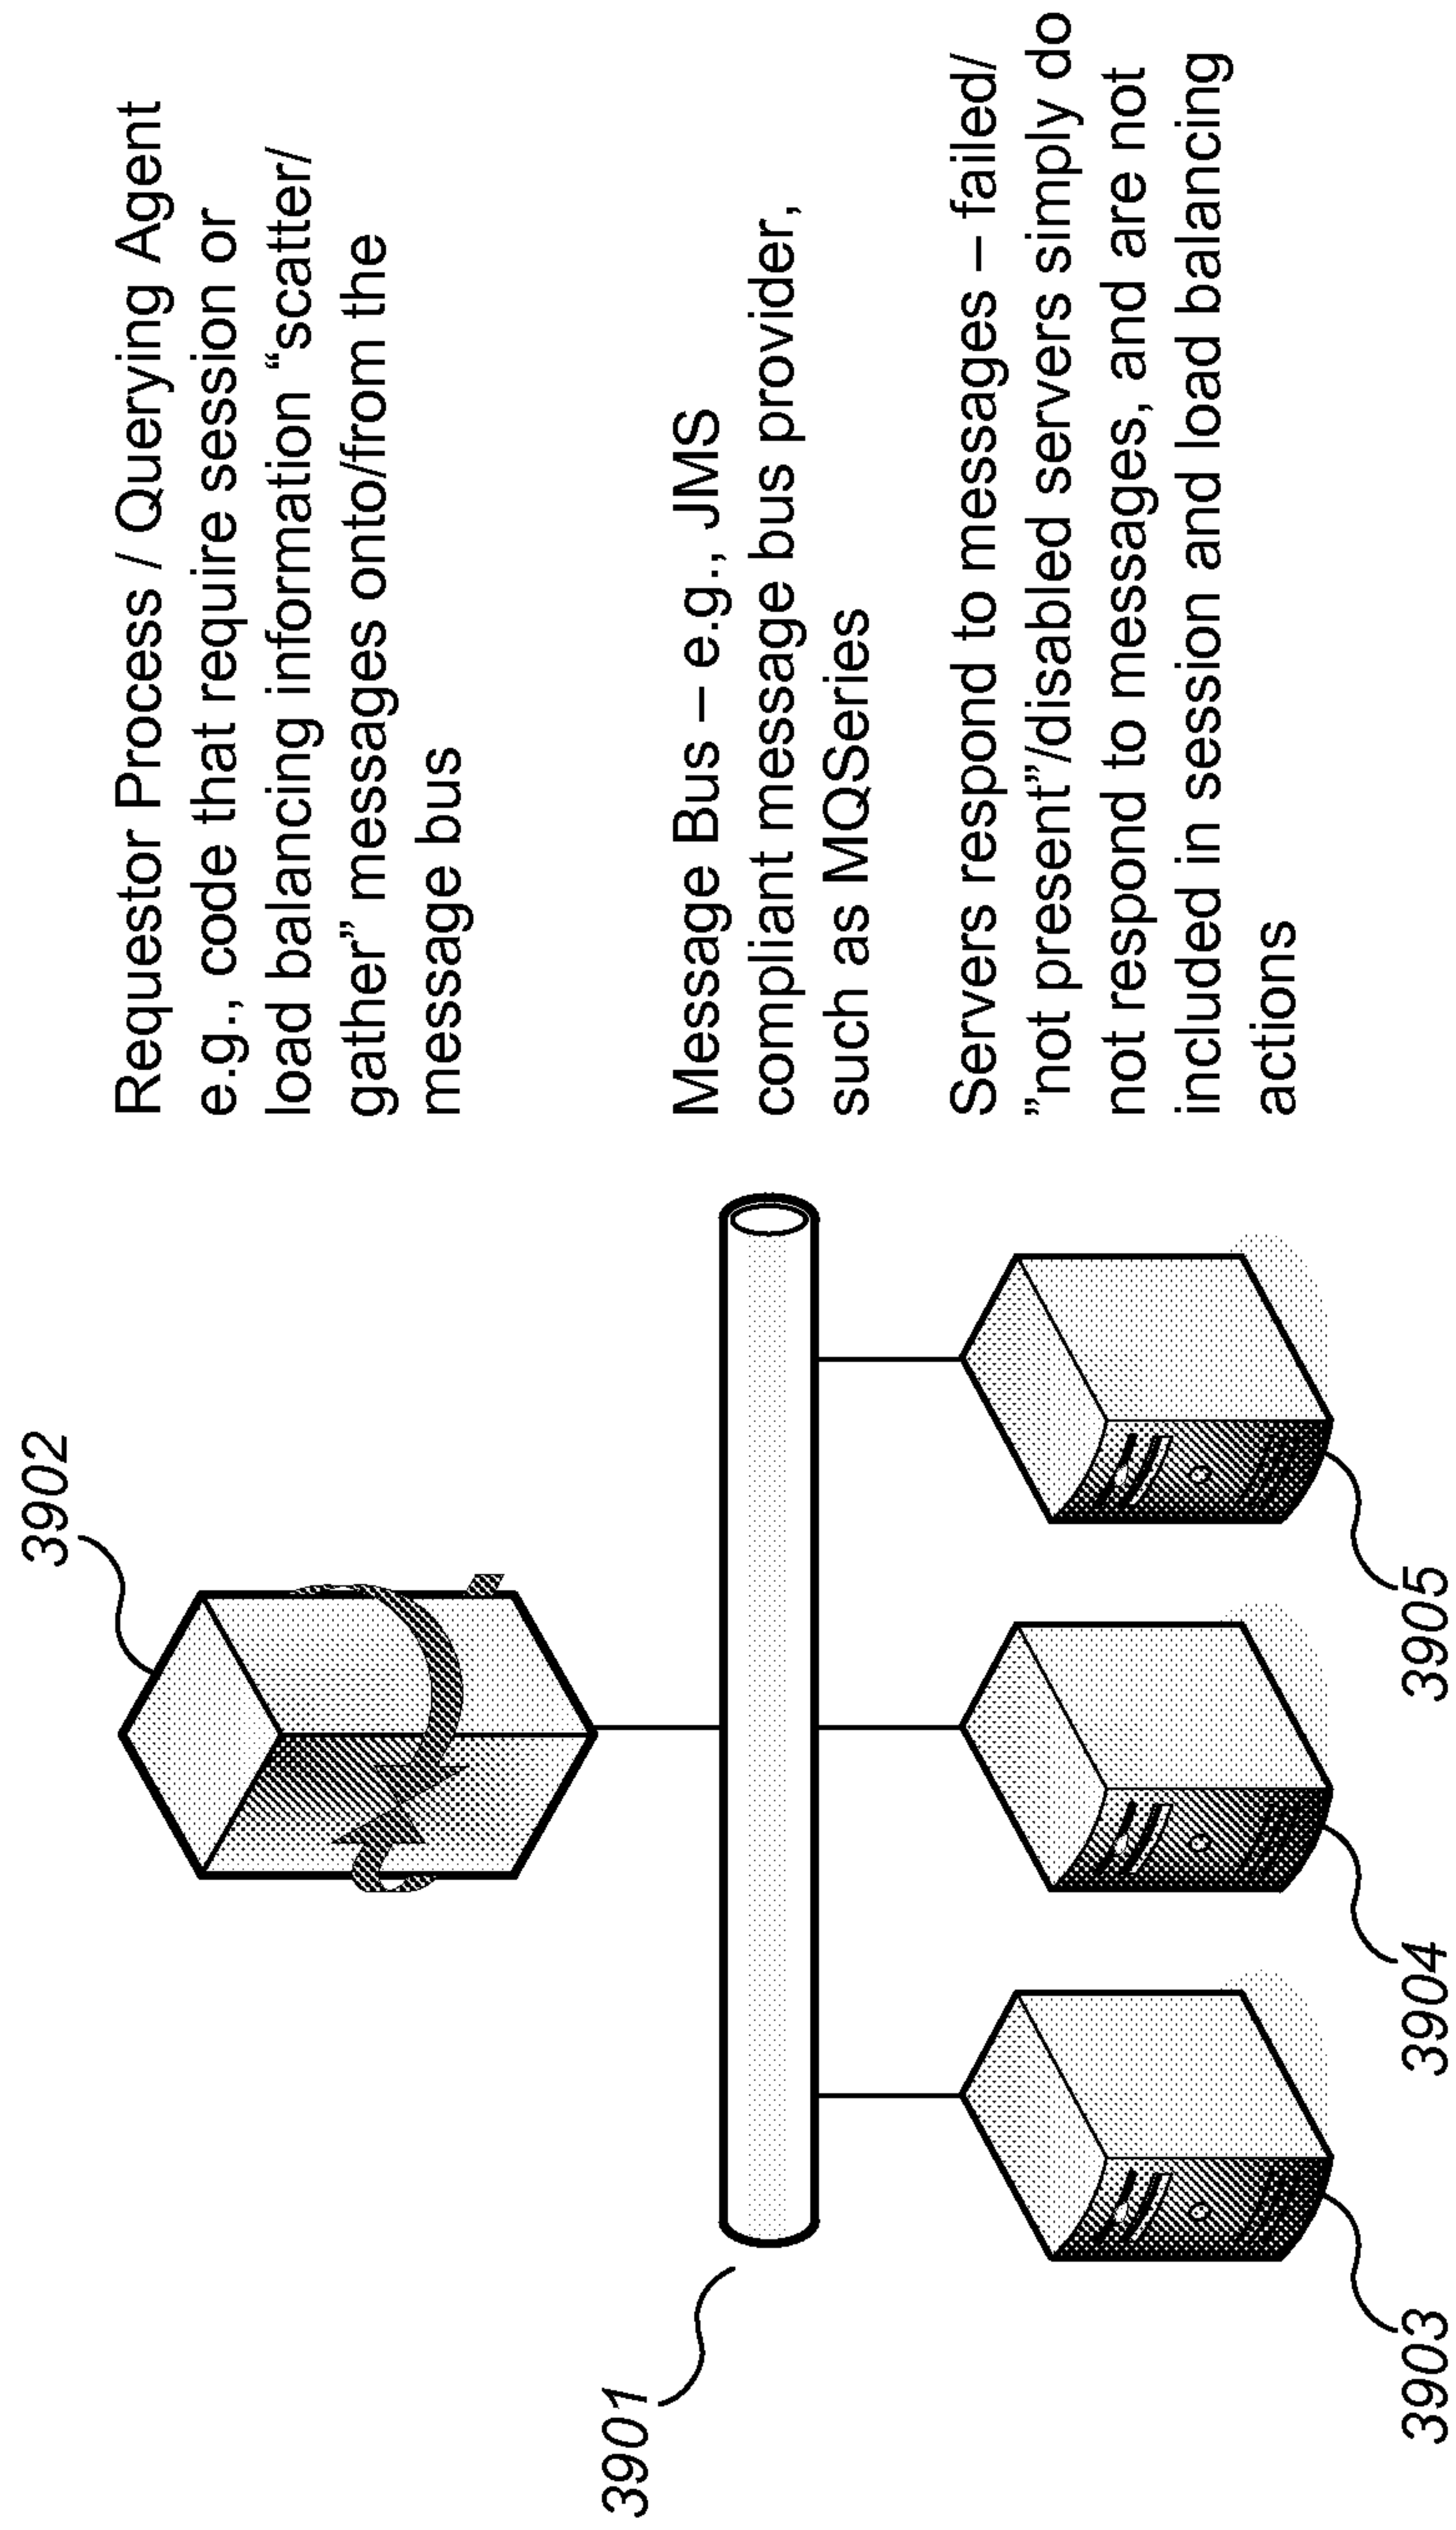 3902
Requestor Process / Querying Agent
e.g., code that require session or
load balancing information “scatter/
gather” messages onto/from the
message bus
3901
Message Bus – e.g., JMS
compliant message bus provider,
such as MQSeries
Servers respond to messages – failed/
”not present”/disabled servers simply do
not respond to messages, and are not
included in session and load balancing
actions
3903
3904
3905